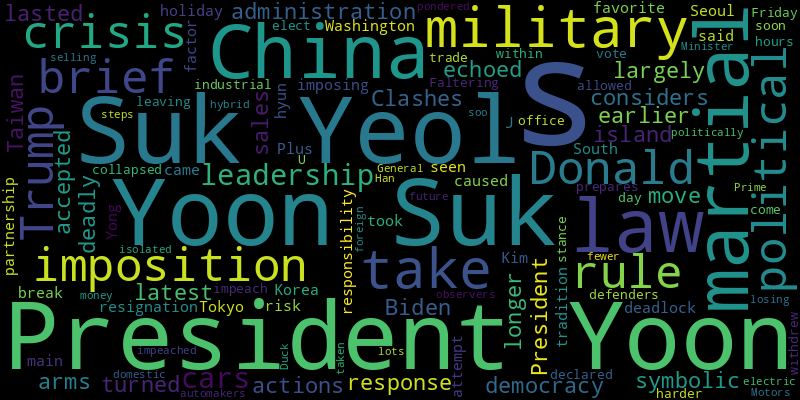 lasted
holiday
administration
pondered
favorite
Seoul
Friday
crisis
factor
elect
Washington
military
said
soon
selling
China
trade
within
vote
Minister
hours
brief
industrial
echoed
largely
Taiwan
Trump
leaving
hybrid
sales
hyun
imposing
Clashes
Faltering
S
allowed
considers
martial
political
steps
Suk Yeol
soo
J
office
earlier
island
politically
accepted
Plus
South
collapsed
came
U
General
seen
Donald
deadly
leadership
Han
caused
prepares
Prime
partnership
Yong
Yoon Suk
future
day
move
come
responsibility
took
foreign
law
isolated
stance
tradition
imposition
take
Kim
fewer
rule
break
latest
Korea
longer
President
defenders
money
impeach
observers
losing
resignation
Tokyo
risk
Biden
deadlock
President Yoon
withdrew
main
impeached
Duck
taken
lots
attempt
arms
domestic
turned
cars
automakers
actions
response
democracy
declared
symbolic
harder
electric
Motors